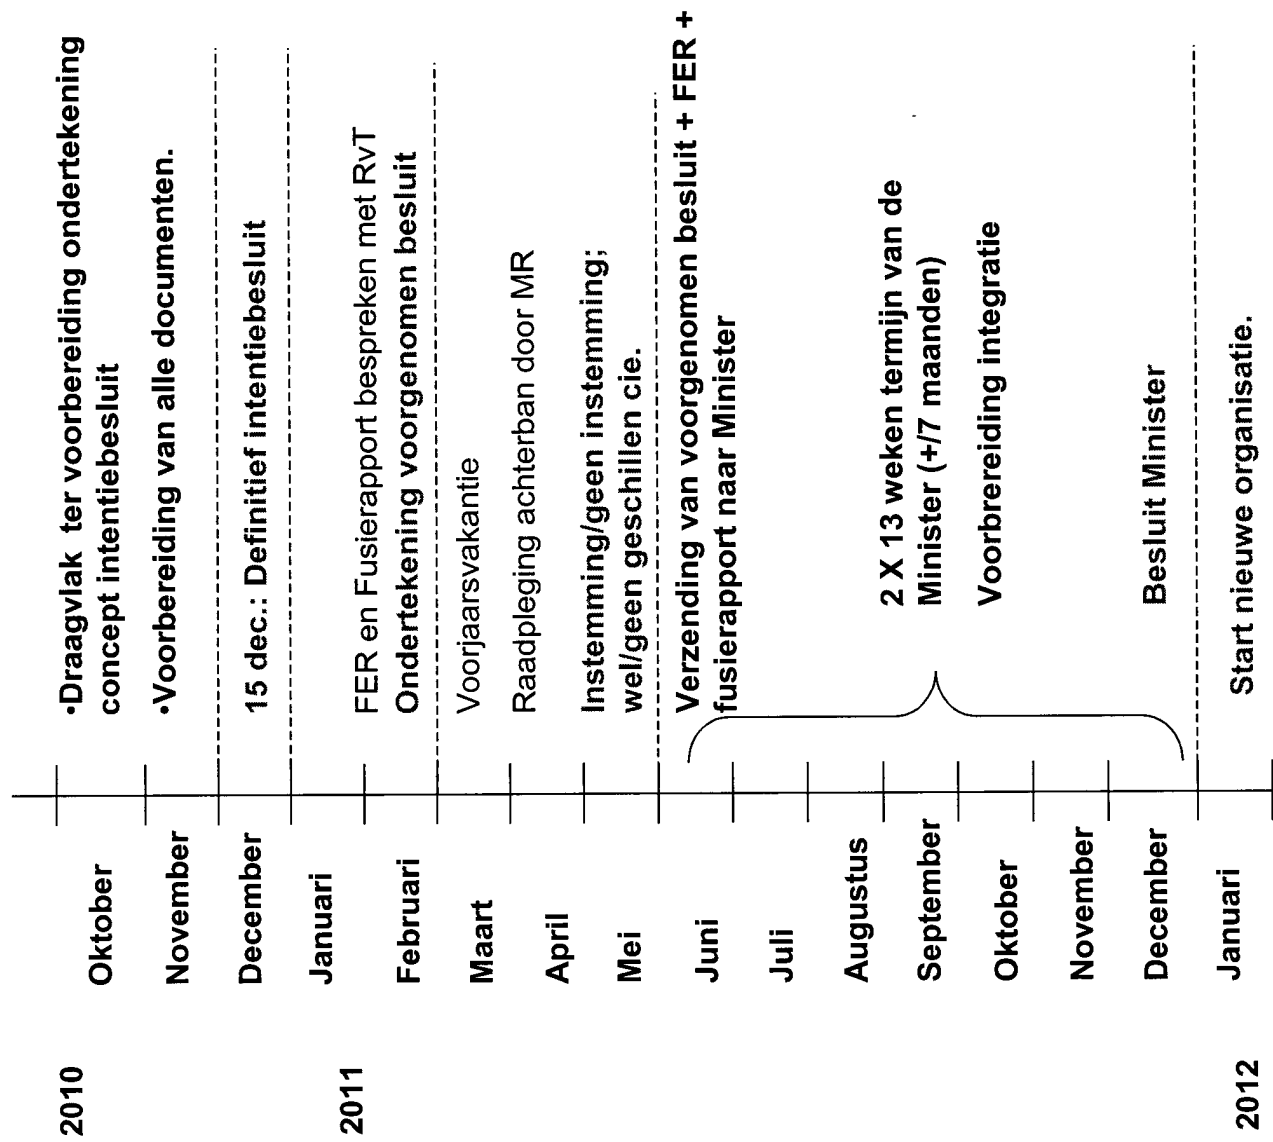 2010
Oktober
•Draagvlak ter voorbereiding ondertekening
concept intentiebesluit
November
•Voorbereiding van alle documenten.
December
15 dec.: Definitief intentiebesluit
2011
Januari
FER en Fusierapport bespreken met RvT
Februari
Ondertekening voorgenomen besluit
Maart
Voorjaarsvakantie
April
Raadpleging achterban door MR
Mei
Instemming/geen instemming;
wel/geen geschillen cie.
Juni
Verzending van voorgenomen besluit + FER +
fusierapport naar Minister
Juli
Augustus
September
2 X 13 weken termijn van de
Minister (+/7 maanden)
Oktober
Voorbrereiding integratie
November
December
Besluit Minister
2012
Januari
Start nieuwe organisatie.